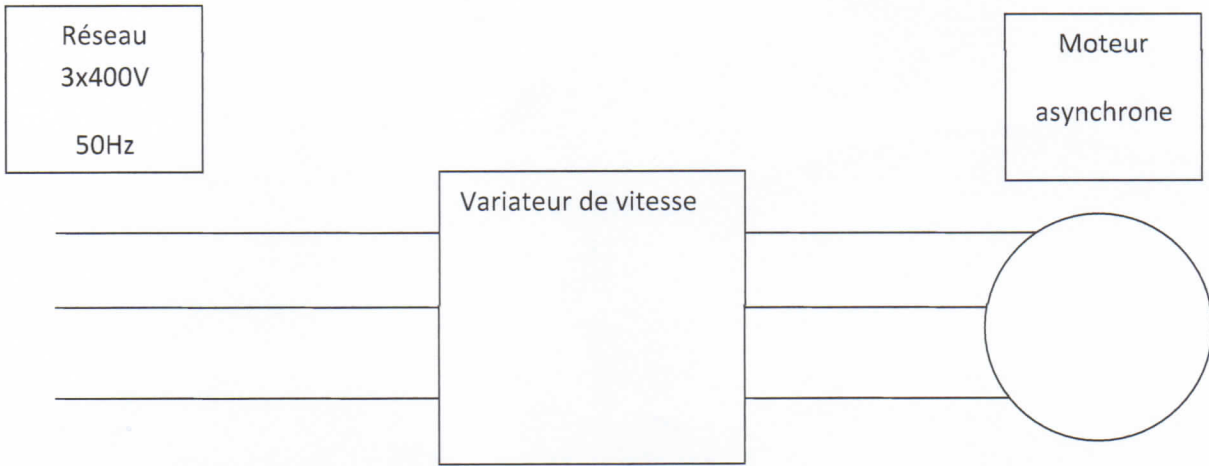 Réseau
3x400V
50Hz
Moteur
asynchrone
Variateur de vitesse